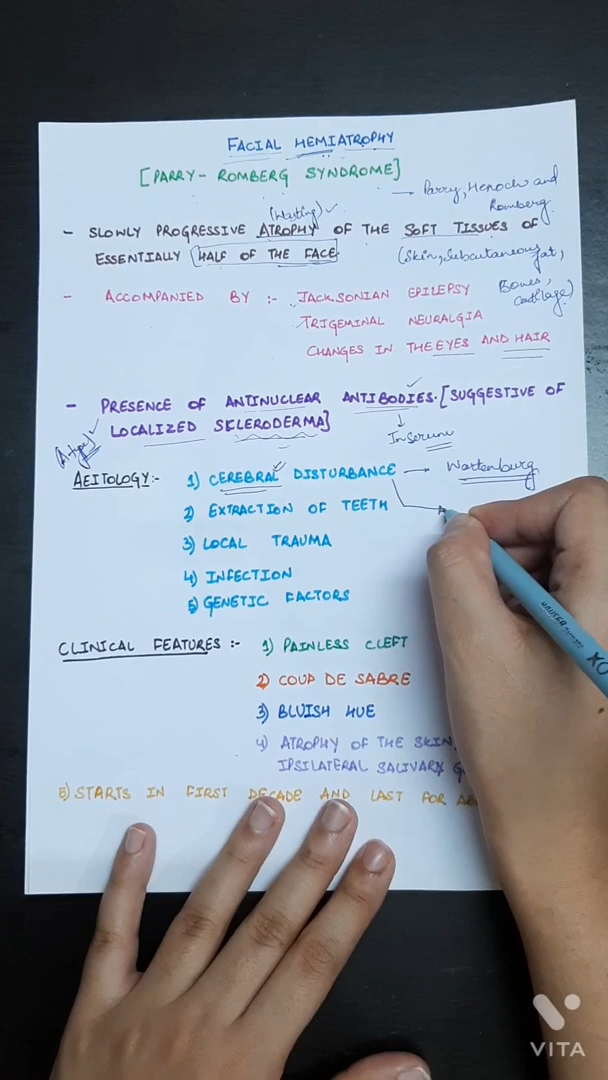 FACIAL HEMIATROPHY
[PARRY- ROMBERG SYNDROME]
Parry, Henoch and
Romberg
(Wasting)
- SLOWLY PROGRESSIVE ATROPHY OF THE SOFT TISSUES OF
ESSENTIALLY HALF OF THE FACE. (Skin, Subcutaneous fat,
Bones,
Cartilage)
- ACCOMPANIED BY :- JACKSONIAN EPILEPSY
TRIGEMINAL NEURALGIA
CHANGES IN THE EYES AND HAIR
- PRESENCE OF ANTINUCLEAR ANTIBODIES. [SUGGESTIVE OF
LOCALIZED SCLERODERMA]
In Serum
AEITOLOGY:- 1) CEREBRAL DISTURBANCE → Wartenburg
2) EXTRACTION OF TEETH
3) LOCAL TRAUMA
4) INFECTION
5) GENETIC FACTORS
CLINICAL FEATURES :- 1) PAINLESS CLEFT
2) COUP DE SABRE
3) BLUISH HUE
4) ATROPHY OF THE SKIN,
IPSILATERAL SALIVARY G
5) STARTS IN FIRST DECADE AND LAST FOR
HAUSER
XO
VITA